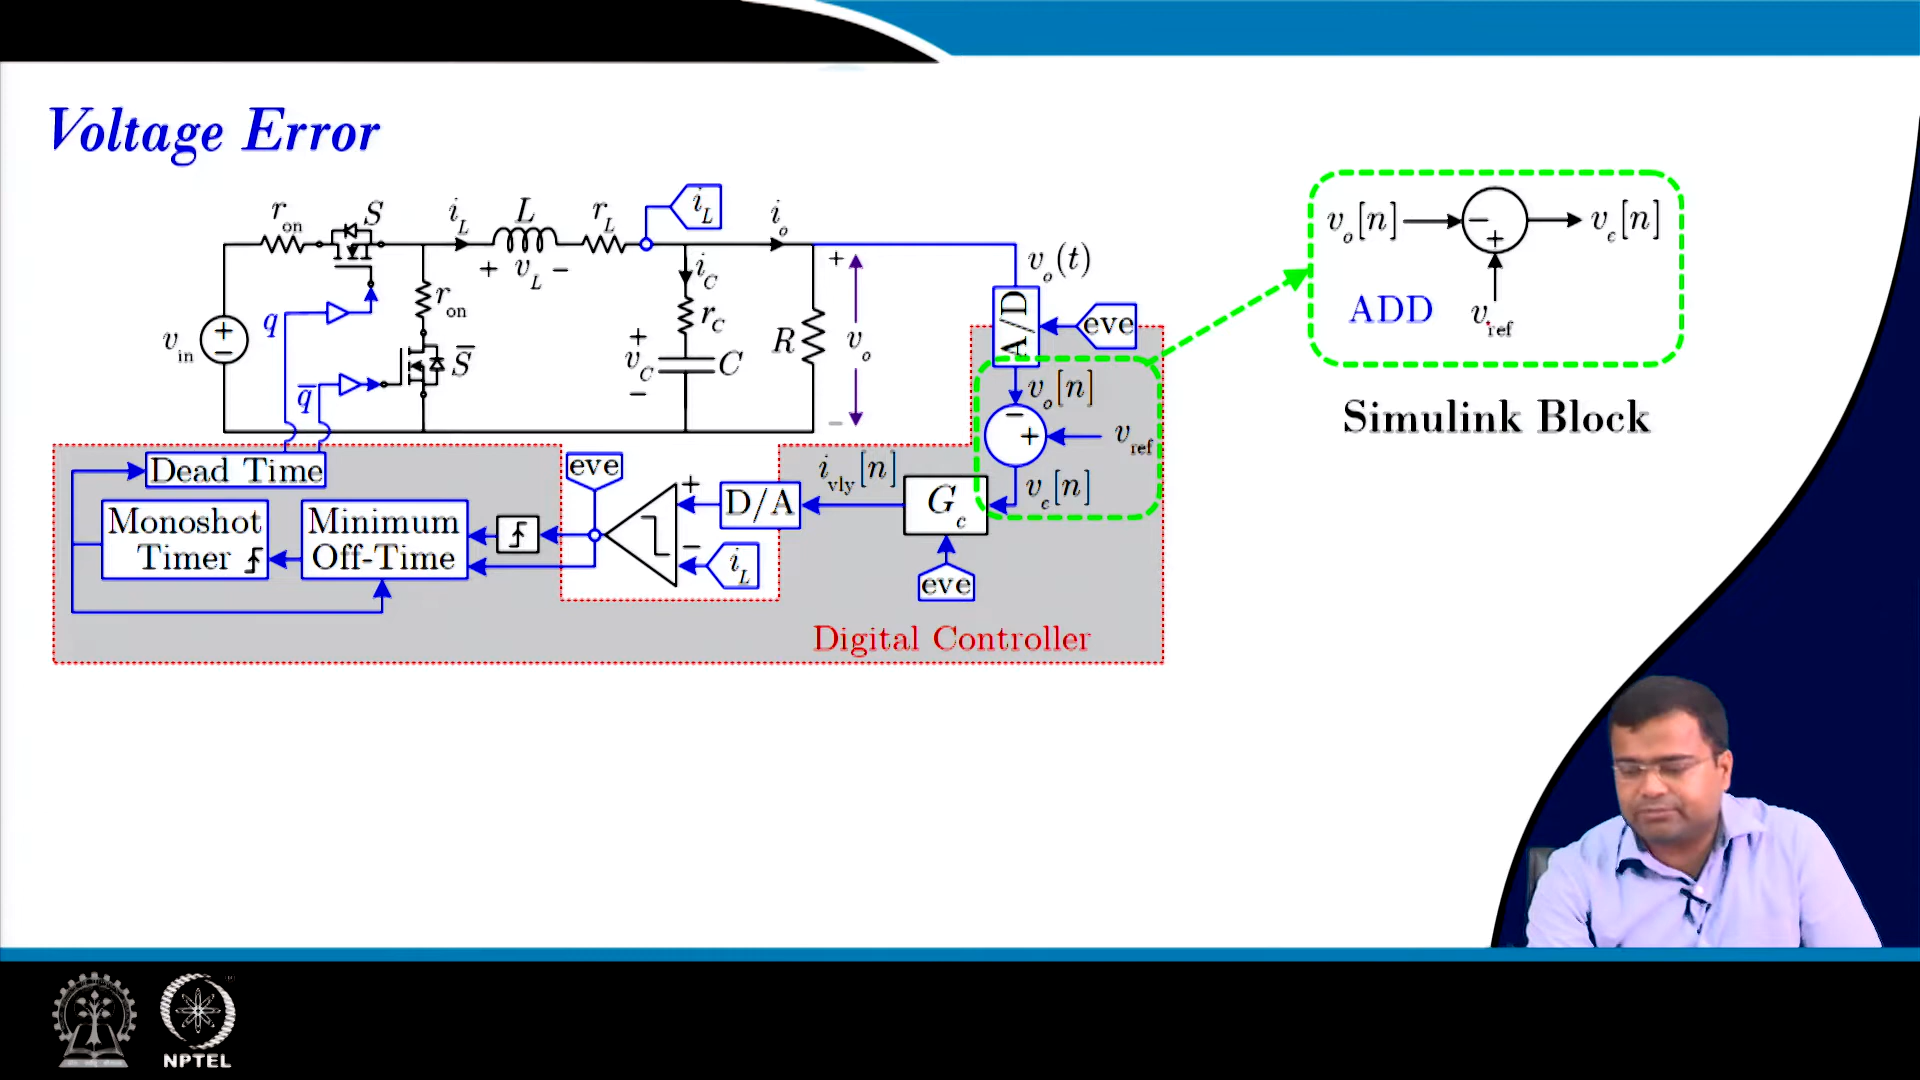 Voltage Error
r_on
S
i_L
L
r_L
i_L
i_o
+ v_L −
i_C
v_o(t)
v_o[n]
v_c[n]
ADD
v_ref
Simulink Block
q
r_on
v_in
+
−
S̅
q̅
r_C
+
v_C
−
C
R
+
v_o
−
A/D
eve
v_o[n]
−
+
v_ref
v_c[n]
Dead Time
Monoshot
Timer
Minimum
Off-Time
eve
+
−
D/A
i_vly[n]
G_c
i_L
eve
Digital Controller
NPTEL